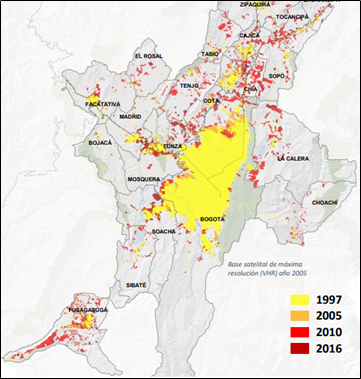 ZIPAQUIRÁ
TOCANCIPÁ
CAJICÁ
TABIO
EL ROSAL
SOPÓ
TENJO
CHÍA
COTA
FACATATIVÁ
MADRID
FUNZA
BOJACÁ
LA CALERA
MOSQUERA
CHOACHÍ
BOGOTÁ
SOACHA
Base satelital de máxima
resolución (VHR) año 2005
SIBATÉ
1997
2005
FUSAGASUGÁ
2010
2016